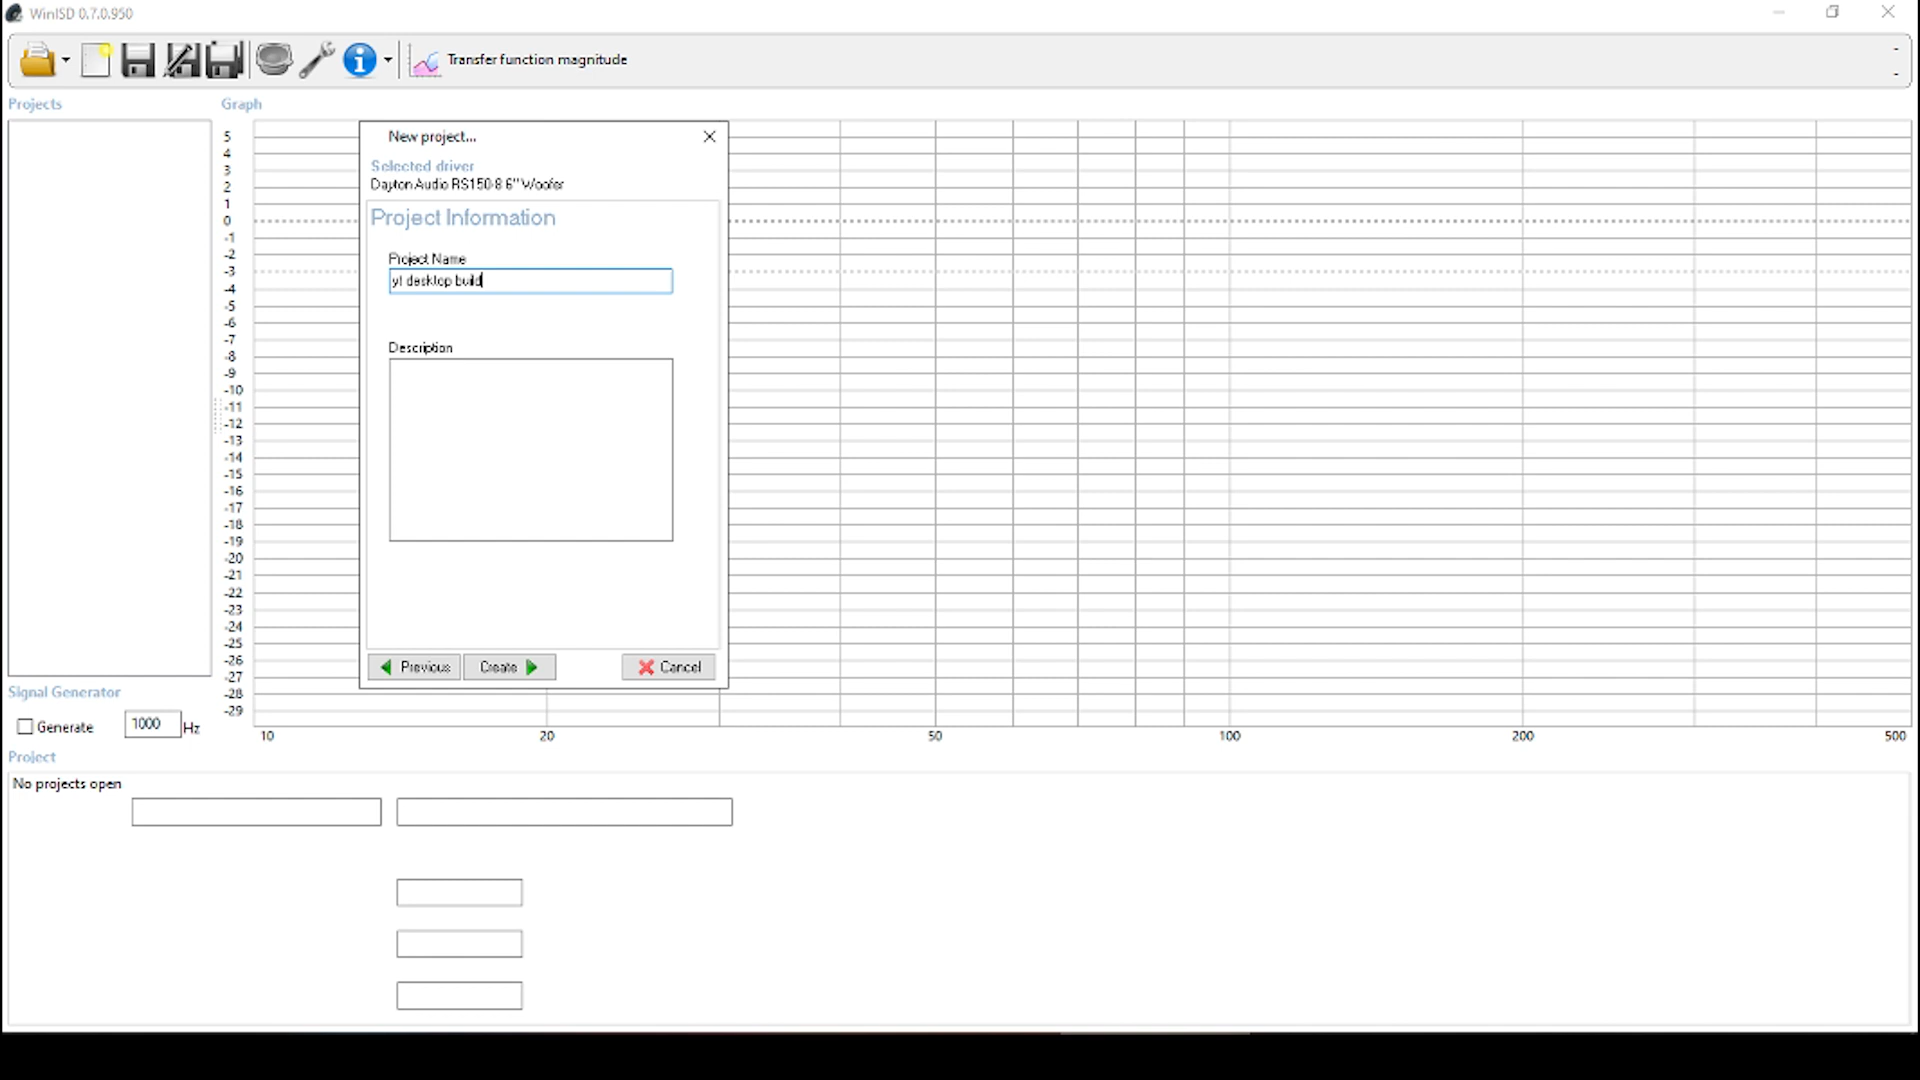 WinISD 0.7.0.950
Transfer function magnitude
Projects
Graph
New project...
Selected driver
Dayton Audio RS150-8 6" Woofer
Project Information
Project Name
yt desktop build
Description
Previous
Create
Cancel
5
4
3
2
1
0
-1
-2
-3
-4
-5
-6
-7
-8
-9
-10
-11
-12
-13
-14
-15
-16
-17
-18
-19
-20
-21
-22
-23
-24
-25
-26
-27
-28
-29
10 20 50 100 200 500
Signal Generator
Generate 1000 Hz
Project
No projects open